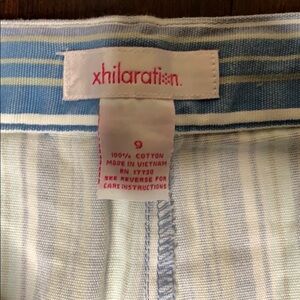 xhilaration.
9
100% COTTON
MADE IN VIETNAM
RN 17730
SEE REVERSE FOR
CARE INSTRUCTIONS